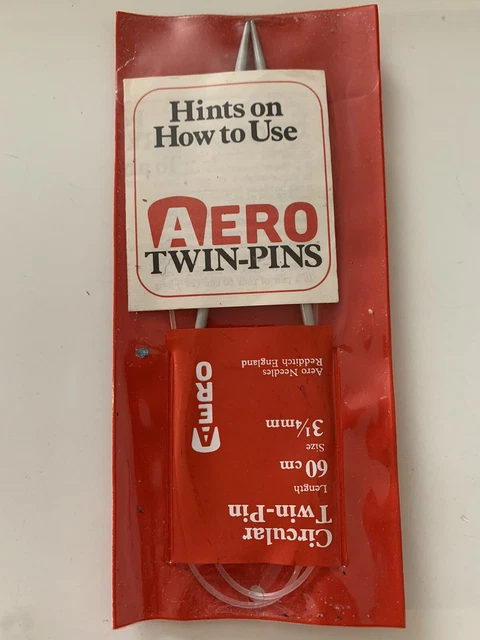 Hints on
How to Use
AERO
TWIN-PINS
Circular
Twin-Pin
Length
60 cm
Size
3¼mm
AERO
Aero Needles
Redditch England